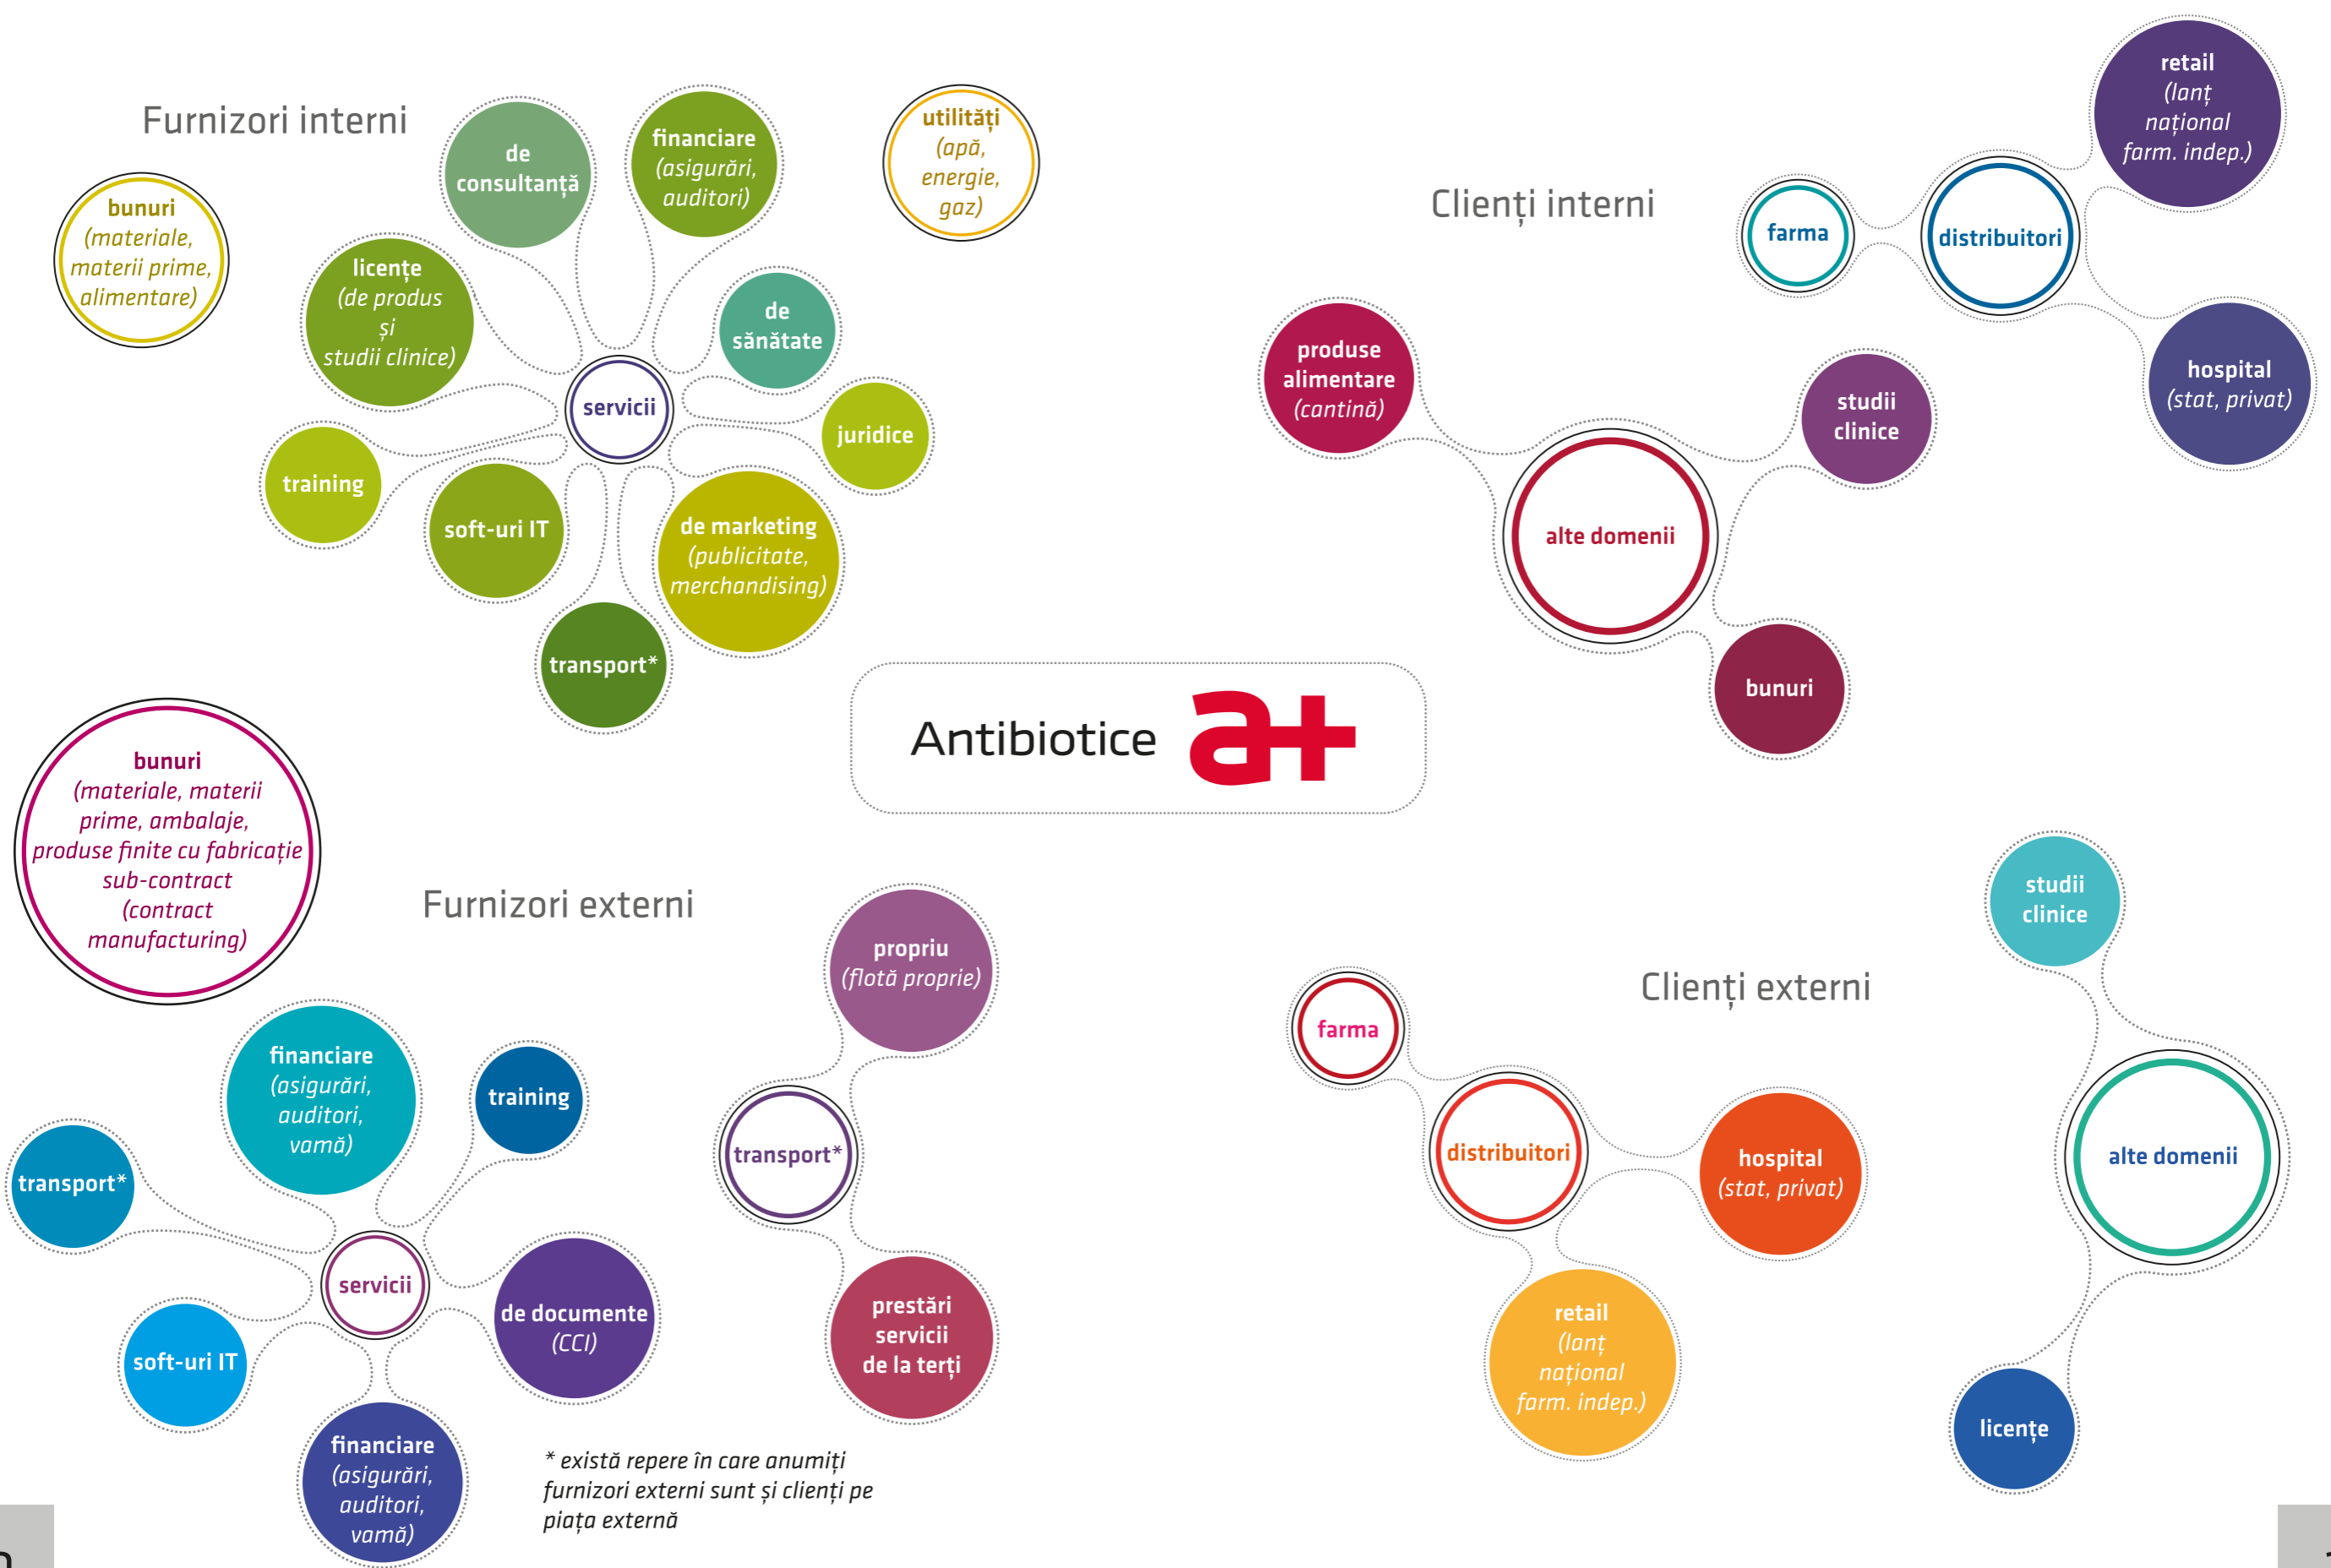 Furnizori interni
bunuri
(materiale,
materii prime,
alimentare)
de
consultanță
financiare
(asigurări,
auditori)
utilități
(apă,
energie,
gaz)
licențe
(de produs
și
studii clinice)
de
sănătate
servicii
juridice
training
soft-uri IT
de marketing
(publicitate,
merchandising)
transport*
Clienți interni
retail
(lanț
național
farm. indep.)
farma
distribuitori
hospital
(stat, privat)
produse
alimentare
(cantină)
studii
clinice
alte domenii
bunuri
Antibiotice a+
bunuri
(materiale, materii
prime, ambalaje,
produse finite cu fabricație
sub-contract
(contract
manufacturing)
Furnizori externi
financiare
(asigurări,
auditori,
vamă)
training
transport*
servicii
soft-uri IT
de documente
(CCI)
financiare
(asigurări,
auditori,
vamă)
propriu
(flotă proprie)
transport*
prestări
servicii
de la terți
* există repere în care anumiți
furnizori externi sunt și clienți pe
piața externă
Clienți externi
farma
distribuitori
hospital
(stat, privat)
retail
(lanț
național
farm. indep.)
studii
clinice
alte domenii
licențe